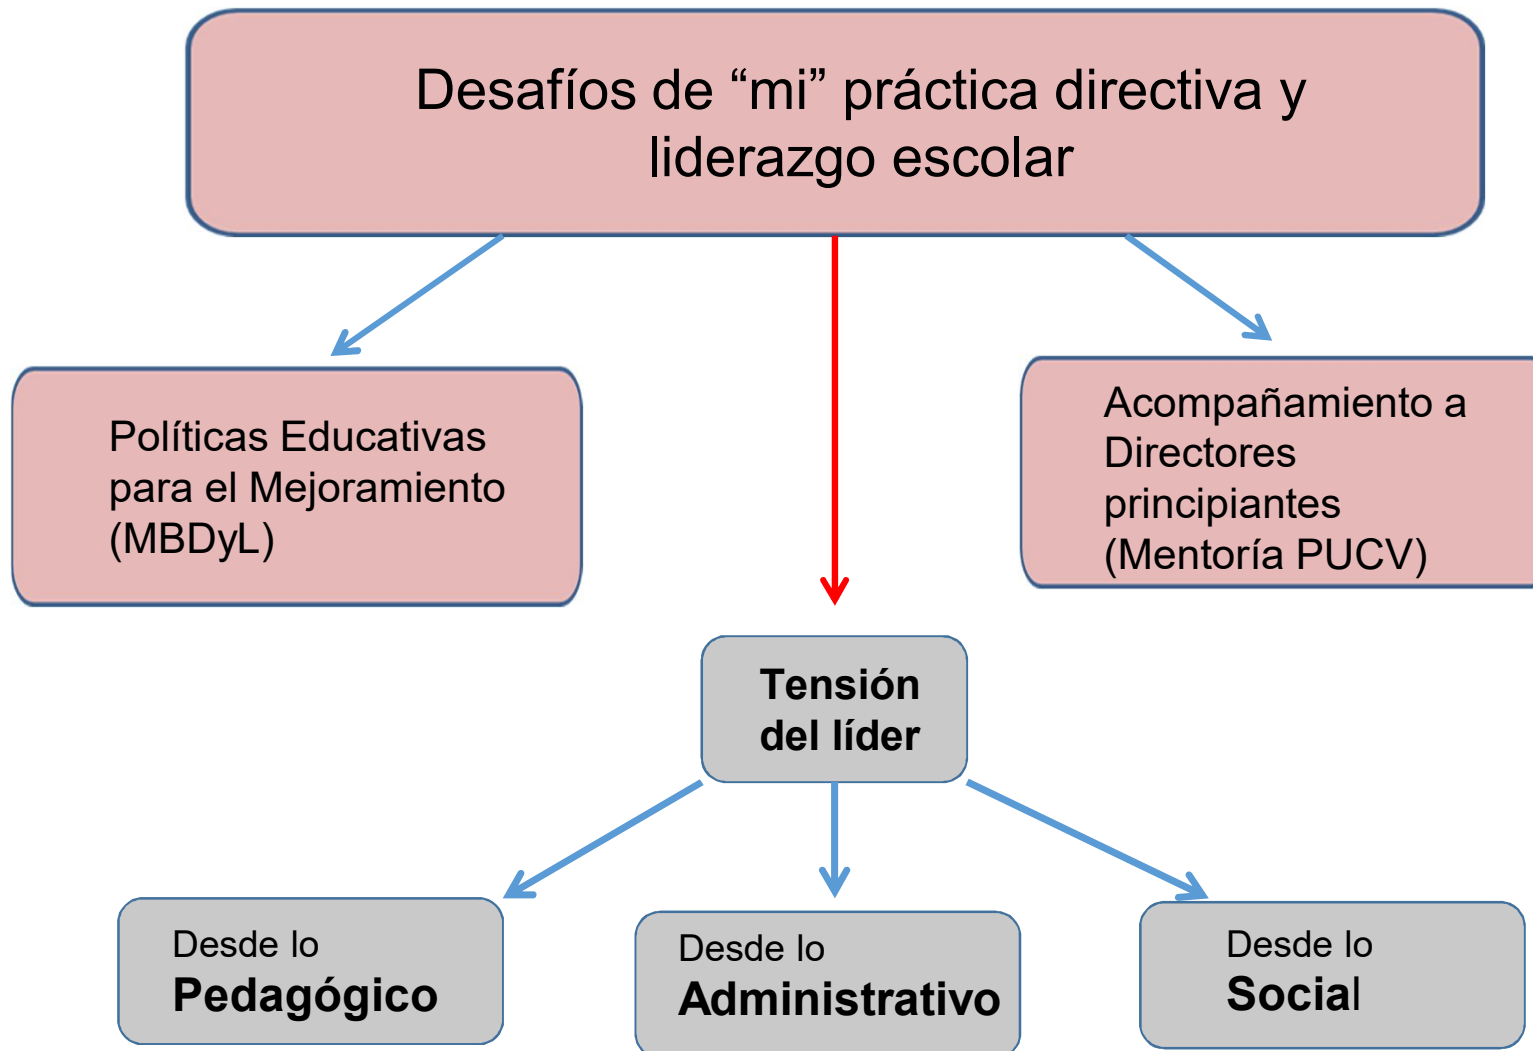 Desafíos de “mi” práctica directiva y
liderazgo escolar
Políticas Educativas
para el Mejoramiento
(MBDyL)
Acompañamiento a
Directores
principiantes
(Mentoría PUCV)
Tensión
del líder
Desde lo
Pedagógico
Desde lo
Administrativo
Desde lo
Social